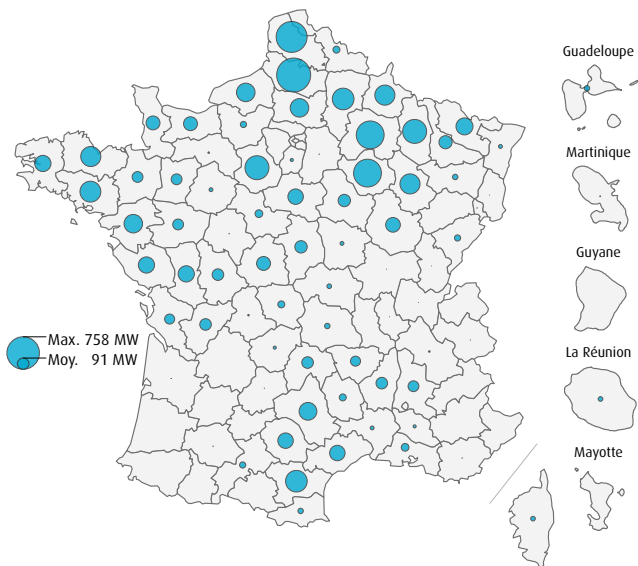 Guadeloupe
Martinique
Guyane
La Réunion
Mayotte
Max. 758 MW
Moy. 91 MW